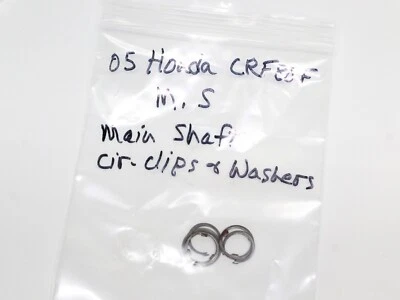 05 Honda CRF80F
m. S
main Shaft
cir-clips & Washers